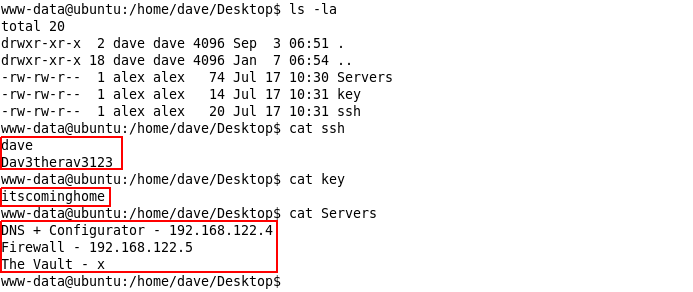 www-data@ubuntu:/home/dave/Desktop$ ls -la
total 20
drwxr-xr-x  2 dave dave 4096 Sep  3 06:51 .
drwxr-xr-x 18 dave dave 4096 Jan  7 06:54 ..
-rw-rw-r--  1 alex alex   74 Jul 17 10:30 Servers
-rw-rw-r--  1 alex alex   14 Jul 17 10:31 key
-rw-rw-r--  1 alex alex   20 Jul 17 10:31 ssh
www-data@ubuntu:/home/dave/Desktop$ cat ssh
dave
Dav3therav3123
www-data@ubuntu:/home/dave/Desktop$ cat key
itscominghome
www-data@ubuntu:/home/dave/Desktop$ cat Servers
DNS + Configurator - 192.168.122.4
Firewall - 192.168.122.5
The Vault - x
www-data@ubuntu:/home/dave/Desktop$